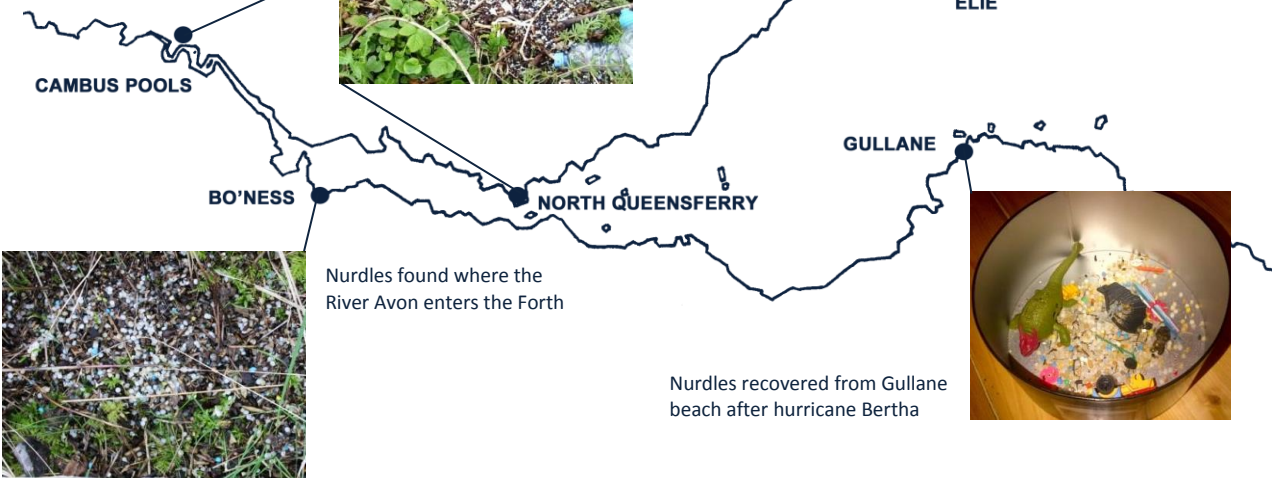 ELIE
CAMBUS POOLS
GULLANE
BO’NESS
NORTH QUEENSFERRY
Nurdles found where the
River Avon enters the Forth
Nurdles recovered from Gullane
beach after hurricane Bertha